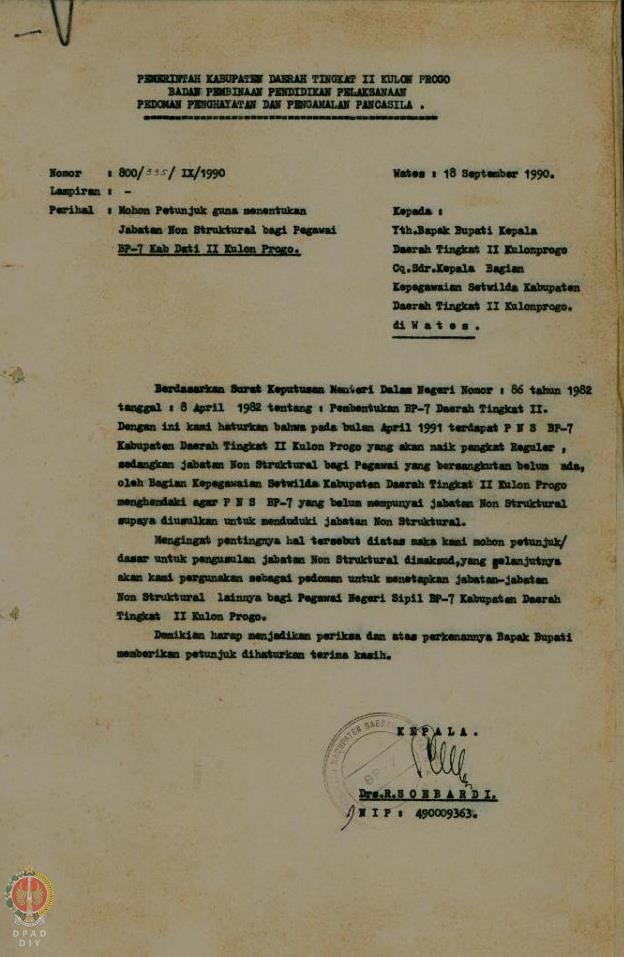 PEMERINTAH KABUPATEN DAERAH TINGKAT II KULON PROGO
BADAN PEMBINAAN PENDIDIKAN PELAKSANAAN
PEDOMAN PENGHAYATAN DAN PENGAMALAN PANCASILA .
Nomor : 800/335/ IX/1990
Wates : 18 September 1990.
Lampiran : -
Perihal : Mohon Petunjuk guna menentukan
Jabatan Non Struktural bagi Pegawai
BP-7 Kab Dati II Kulon Progo.
Kepada :
Yth.Bapak Bupati Kepala
Daerah Tingkat II Kulonprogo
Cq.Sdr.Kepala Bagian
Kepegawaian Setwilda Kabupaten
Daerah Tingkat II Kulonprogo.
di W a t e s .
Berdasarkan Surat Keputusan Menteri Dalam Negeri Nomor : 86 tahun 1982
tanggal : 8 April 1982 tentang : Pembentukan BP-7 Daerah Tingkat II.
Dengan ini kami haturkan bahwa pada bulan April 1991 terdapat P N S BP-7
Kabupaten Daerah Tingkat II Kulon Progo yang akan naik pangkat Reguler ,
sedangkan jabatan Non Struktural bagi Pegawai yang bersangkutan belum ada,
oleh Bagian Kepegawaian Setwilda Kabupaten Daerah Tingkat II Kulon Progo
menghendaki agar P N S BP-7 yang belum mempunyai jabatan Non Struktural
supaya diusulkan untuk menduduki jabatan Non Struktural.
Mengingat pentingnya hal tersebut diatas maka kami mohon petunjuk/
dasar untuk pengusulan jabatan Non Struktural dimaksud,yang selanjutnya
akan kami pergunakan sebagai pedoman untuk menetapkan jabatan-jabatan
Non Struktural lainnya bagi Pegawai Negeri Sipil BP-7 Kabupaten Daerah
Tingkat II Kulon Progo.
Demikian harap menjadikan periksa dan atas perkenannya Bapak Bupati
memberikan petunjuk dihaturkan terima kasih.
K E P A L A .
KABUPATEN DAERAH
BP-7
Drs.R.S O E B A R D I.
N I P : 490009363.
DPAD
DIY